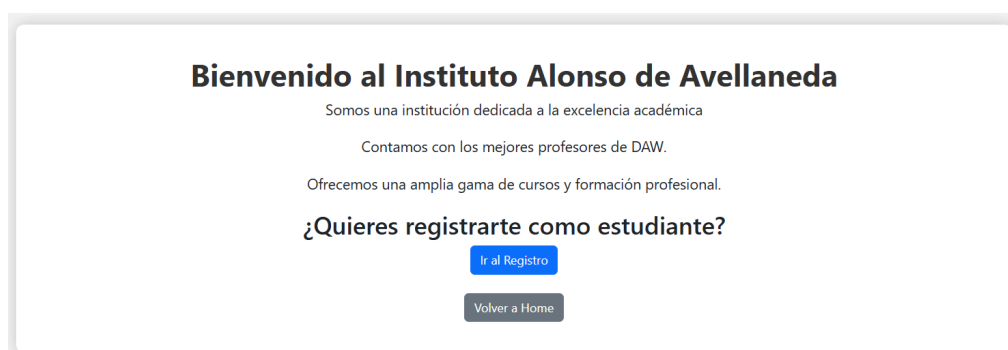 Bienvenido al Instituto Alonso de Avellaneda
Somos una institución dedicada a la excelencia académica
Contamos con los mejores profesores de DAW.
Ofrecemos una amplia gama de cursos y formación profesional.
¿Quieres registrarte como estudiante?
Ir al Registro
Volver a Home